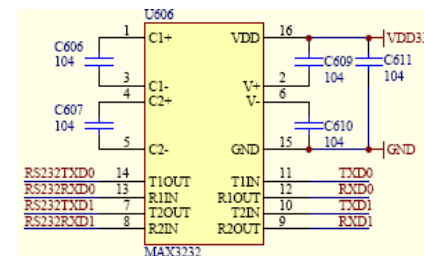 U606
1 C1+ VDD 16 VDD33
C606
104
C609
104
C611
104
3 C1- V+ 2
4 C2+ V- 6
C607
104
C610
104
5 C2- GND 15 GND
RS232TXD0 14 T1OUT T1IN 11 TXD0
RS232RXD0 13 R1IN R1OUT 12 RXD0
RS232TXD1 7 T2OUT T2IN 10 TXD1
RS232RXD1 8 R2IN R2OUT 9 RXD1
MAX3232